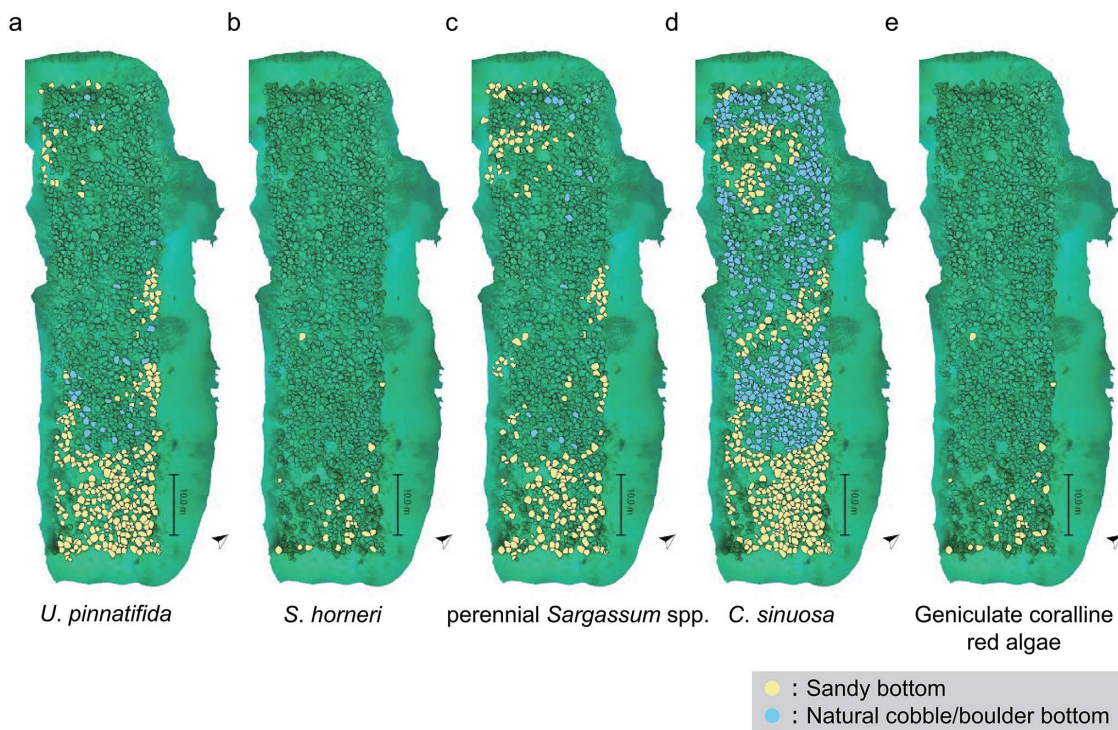 a b c d e
10.0 m 10.0 m 10.0 m 10.0 m 10.0 m
U. pinnatifida S. horneri perennial Sargassum spp. C. sinuosa Geniculate coralline
red algae
: Sandy bottom
: Natural cobble/boulder bottom